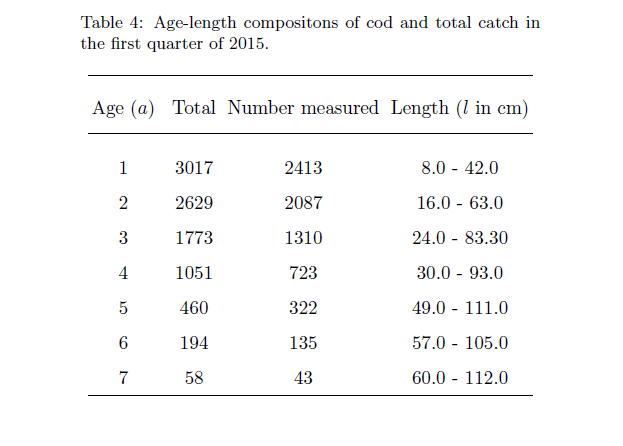 Table 4: Age-length compositons of cod and total catch in
the first quarter of 2015.
Age (a) Total Number measured Length (l in cm)
1 3017 2413 8.0 - 42.0
2 2629 2087 16.0 - 63.0
3 1773 1310 24.0 - 83.30
4 1051 723 30.0 - 93.0
5 460 322 49.0 - 111.0
6 194 135 57.0 - 105.0
7 58 43 60.0 - 112.0